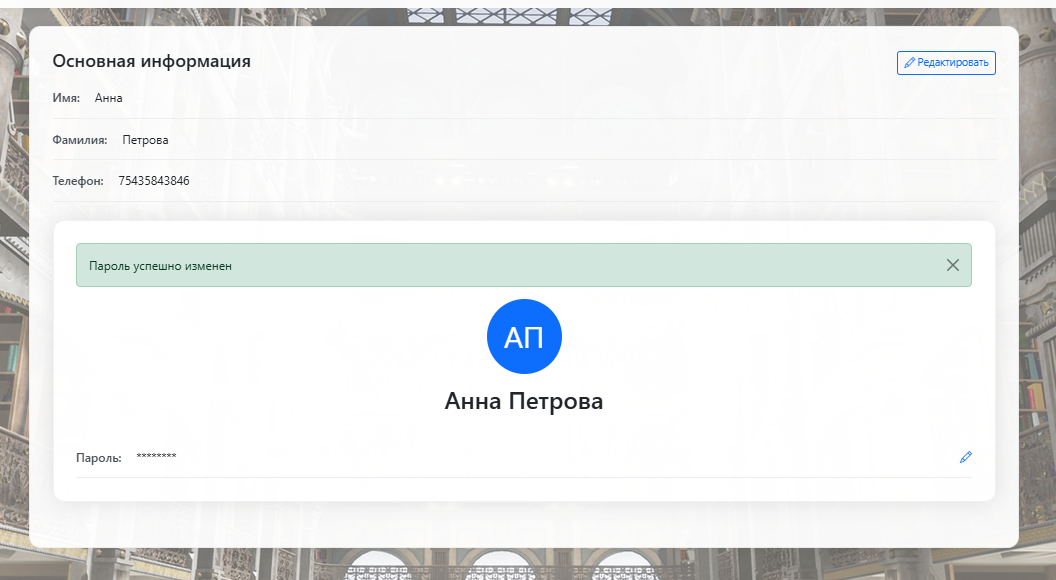 Основная информация
Редактировать
Имя: Анна
Фамилия: Петрова
Телефон: 75435843846
Пароль успешно изменен
АП
Анна Петрова
Пароль: ********